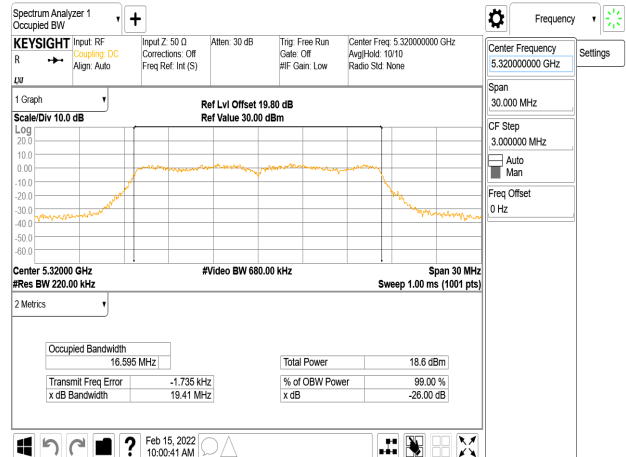 Spectrum Analyzer 1
Occupied BW
Frequency
KEYSIGHT
R
LXI
Input: RF
Coupling: DC
Align: Auto
Input Z: 50 Ω
Corrections: Off
Freq Ref: Int (S)
Atten: 30 dB
Trig: Free Run
Gate: Off
#IF Gain: Low
Center Freq: 5.320000000 GHz
Avg|Hold: 10/10
Radio Std: None
Center Frequency
5.320000000 GHz
Settings
Span
30.000 MHz
CF Step
3.000000 MHz
Auto
Man
Freq Offset
0 Hz
1 Graph
Ref Lvl Offset 19.80 dB
Scale/Div 10.0 dB
Ref Value 30.00 dBm
Log
20.0
10.0
0.00
-10.0
-20.0
-30.0
-40.0
-50.0
-60.0
Center 5.32000 GHz
#Video BW 680.00 kHz
Span 30 MHz
#Res BW 220.00 kHz
Sweep 1.00 ms (1001 pts)
2 Metrics
Occupied Bandwidth
16.595 MHz
Total Power 18.6 dBm
Transmit Freq Error -1.735 kHz
% of OBW Power 99.00 %
x dB Bandwidth 19.41 MHz
x dB -26.00 dB
?
Feb 15, 2022
10:00:41 AM